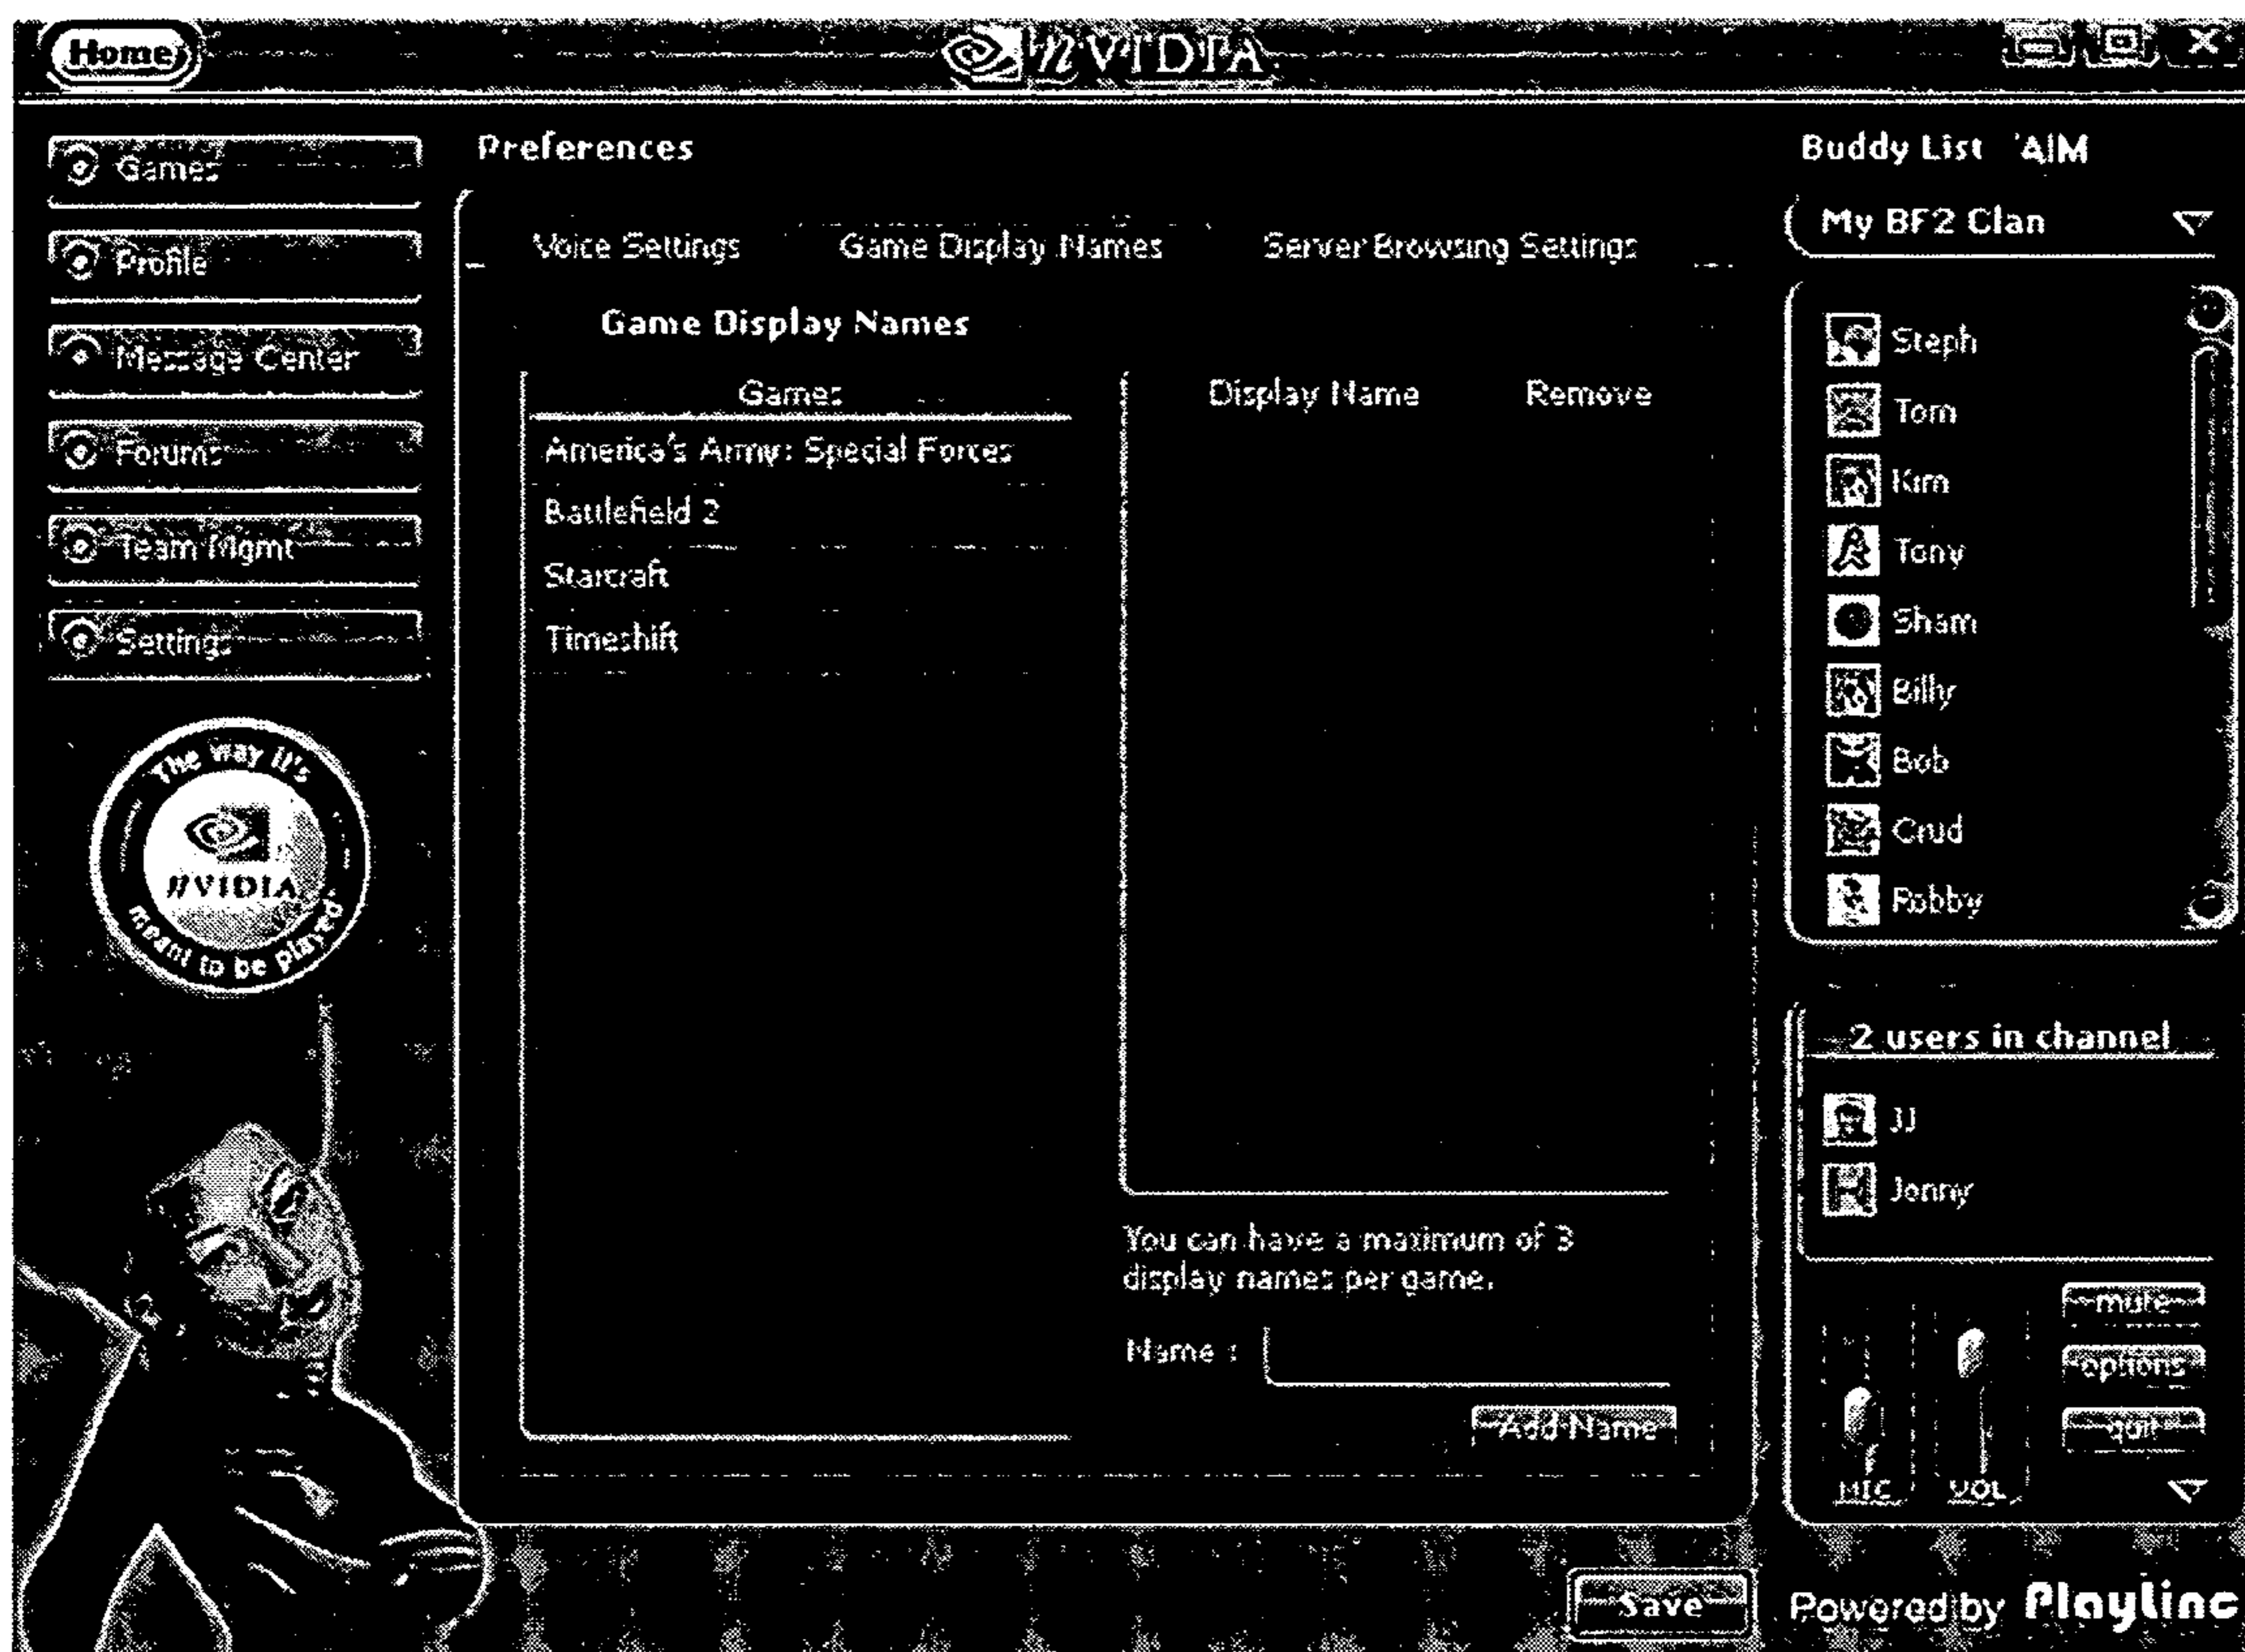 Home
nVIDIA
Games
Profile
Message Center
Forums
Team Mgmt
Settings
The way it's
nVIDIA
meant to be played
Preferences
Voice Settings Game Display Names Server Browsing Settings
Game Display Names
Games
America's Army: Special Forces
Battlefield 2
Starcraft
Timeshift
Display Name Remove
You can have a maximum of 3
display names per game.
Name :
Add Name
Save
Buddy List AIM
My BF2 Clan
Steph
Tom
Kim
Tony
Sham
Billy
Bob
Crud
Robby
2 users in channel
JJ
Jenny
mute
options
quit
MIC VOL
Powered by PlayLinc